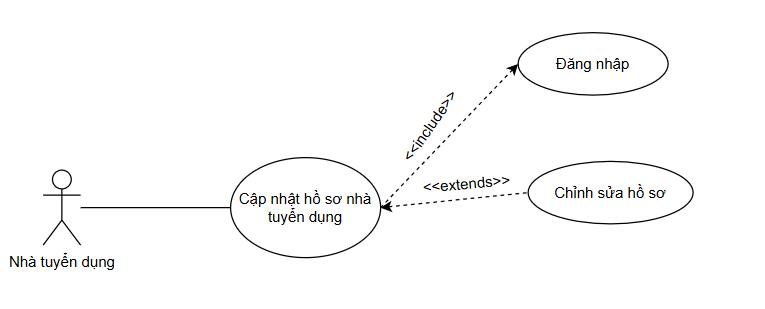 Đăng nhập
<<include>>
<<extends>>
Chỉnh sửa hồ sơ
Cập nhật hồ sơ nhà
tuyển dụng
Nhà tuyển dụng